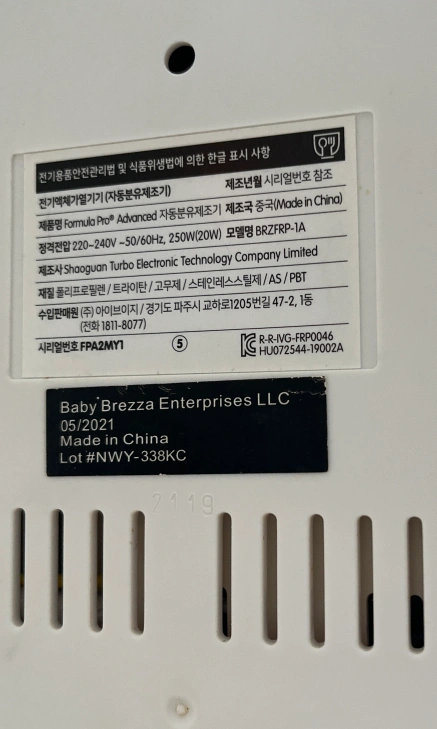 전기용품안전관리법 및 식품위생법에 의한 한글 표시 사항
전기액체가열기기 (자동분유제조기) 제조년월 시리얼번호 참조
제품명 Formula Pro® Advanced 자동분유제조기 제조국 중국(Made in China)
정격전압 220~240V ~50/60Hz, 250W(20W) 모델명 BRZFRP-1A
제조사 Shaoguan Turbo Electronic Technology Company Limited
재질 폴리프로필렌 / 트라이탄 / 고무제 / 스테인레스스틸제 / AS / PBT
수입판매원 (주) 아이브이지 / 경기도 파주시 교하로1205번길 47-2, 1동
(전화 1811-8077)
시리얼번호 FPA2MY1 ⑤ R-R-IVG-FRP0046
HU072544-19002A
Baby Brezza Enterprises LLC
05/2021
Made in China
Lot #NWY-338KC
2119